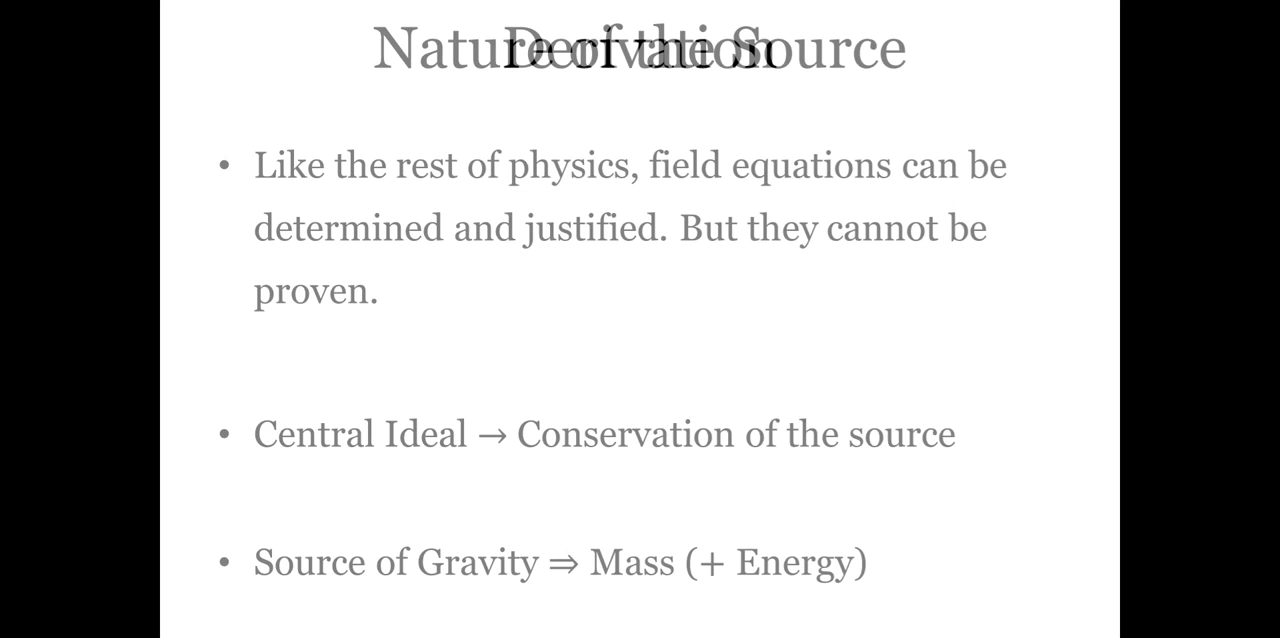 Nature of the Source
Derivation
• Like the rest of physics, field equations can be
determined and justified. But they cannot be
proven.
• Central Ideal → Conservation of the source
• Source of Gravity ⇒ Mass (+ Energy)